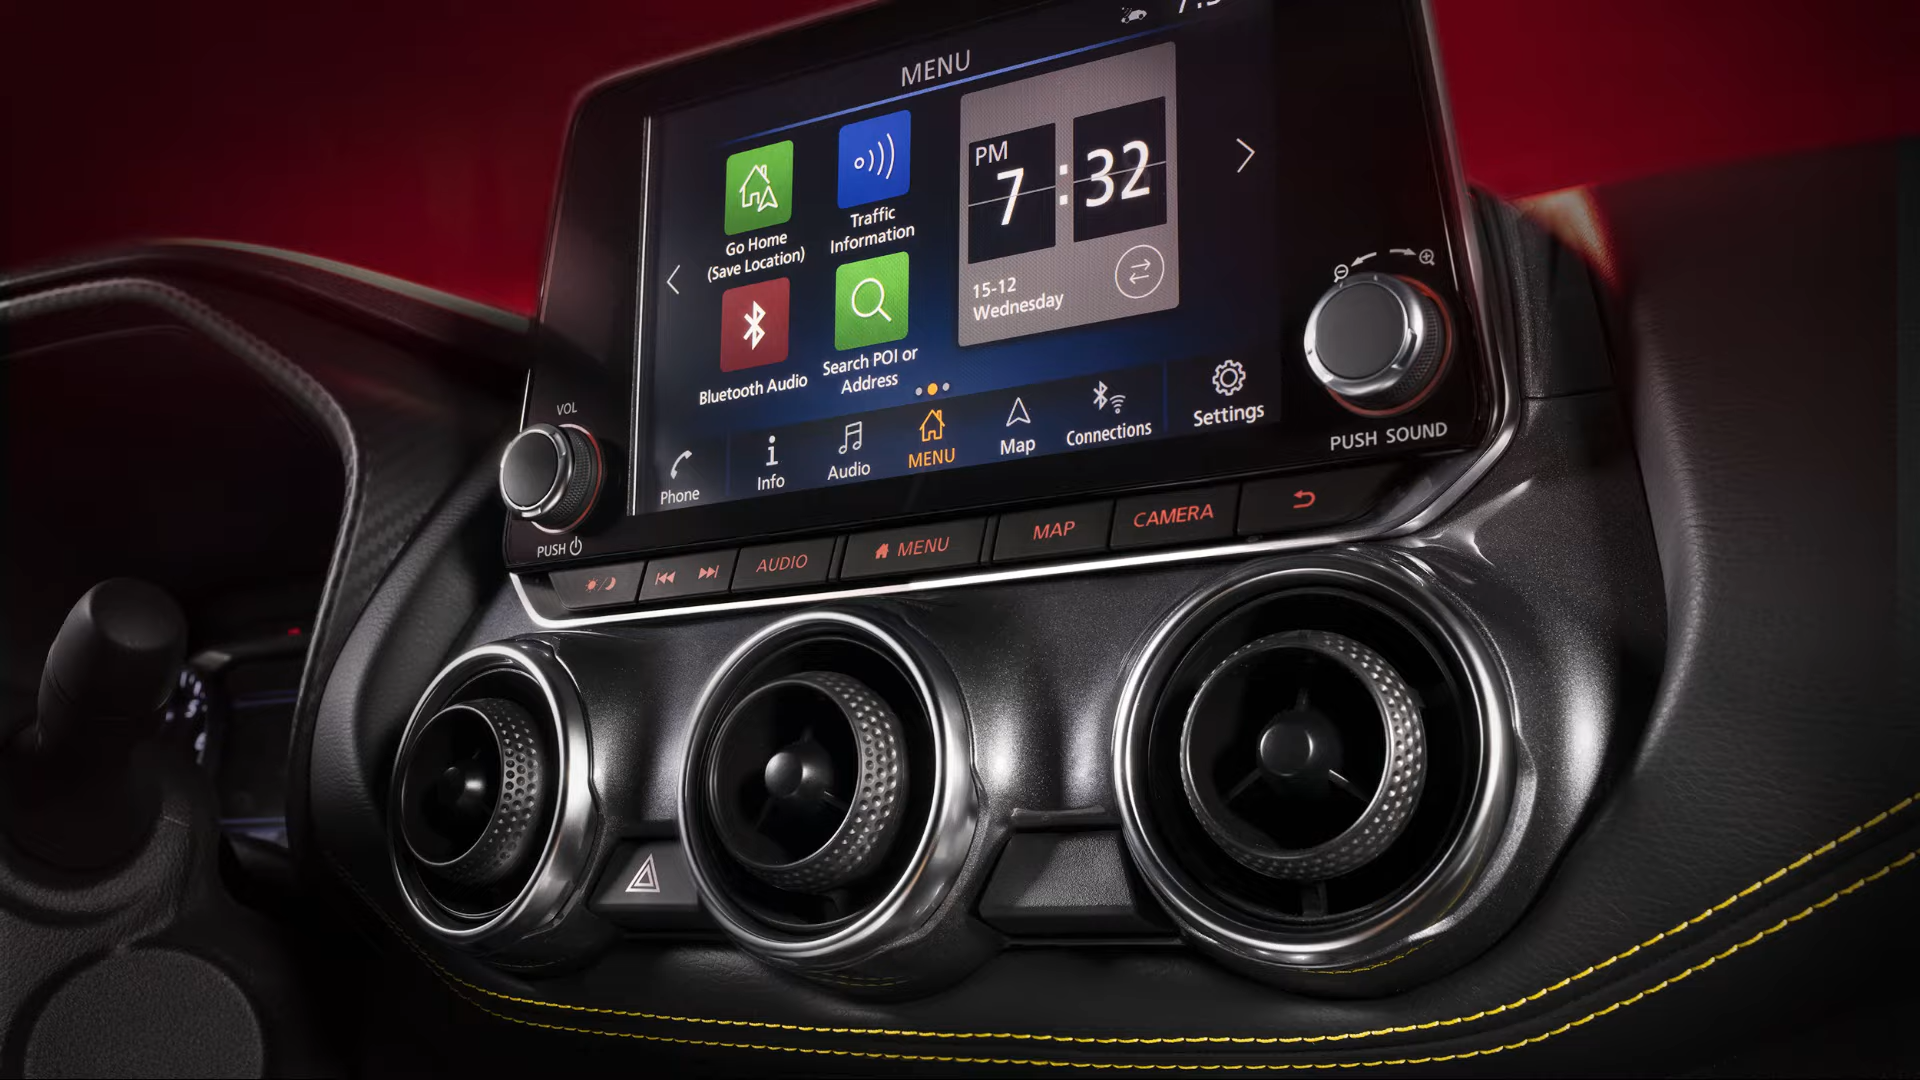 MENU
Go Home
(Save Location)
Traffic
Information
PM
7:32
15-12
Wednesday
Bluetooth Audio
Search POI or
Address
Phone
Info
Audio
MENU
Map
Connections
Settings
VOL
PUSH
PUSH SOUND
AUDIO
MENU
MAP
CAMERA